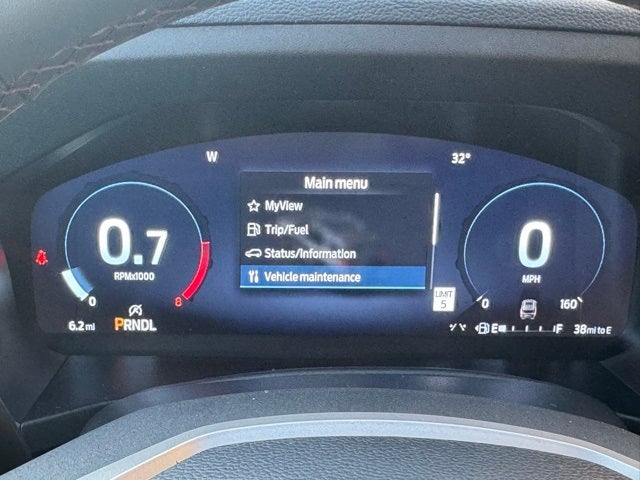 W
32°
Main menu
MyView
Trip/Fuel
Status/Information
Vehicle maintenance
0.7
RPMx1000
0
8
6.2 mi
PRNDL
0
MPH
0
160
LIMIT
5
E
F
38 mi to E